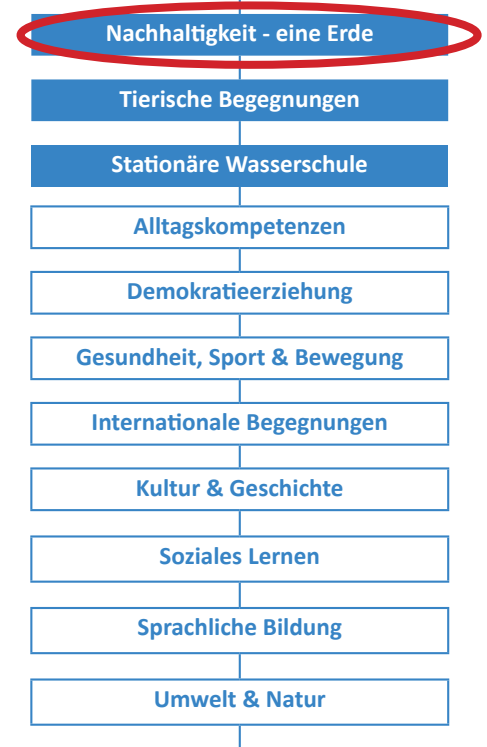 Nachhaltigkeit - eine Erde
Tierische Begegnungen
Stationäre Wasserschule
Alltagskompetenzen
Demokratieerziehung
Gesundheit, Sport & Bewegung
Internationale Begegnungen
Kultur & Geschichte
Soziales Lernen
Sprachliche Bildung
Umwelt & Natur